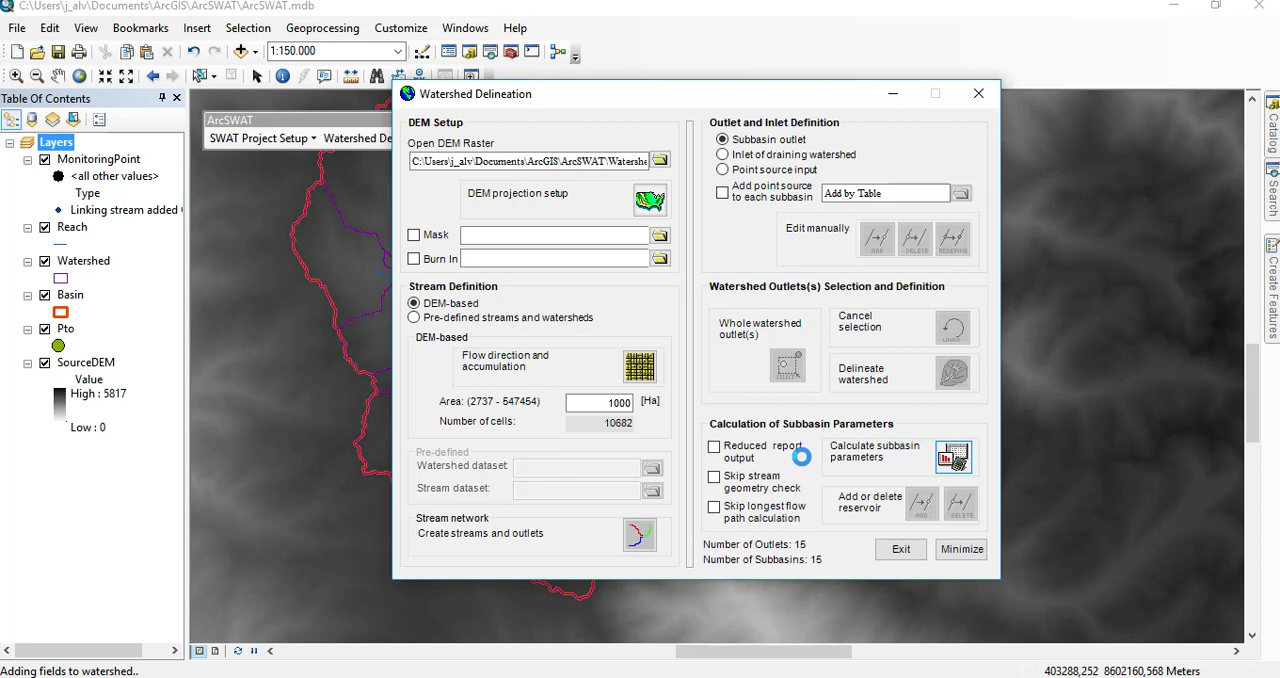 C:\Users\j_alv\Documents\ArcGIS\ArcSWAT\ArcSWAT.mdb
File Edit View Bookmarks Insert Selection Geoprocessing Customize Windows Help
1:150.000
Table Of Contents
Layers
MonitoringPoint
<all other values>
Type
Linking stream added
Reach
Watershed
Basin
Pto
SourceDEM
Value
High : 5817
Low : 0
ArcSWAT
SWAT Project Setup Watershed De
Watershed Delineation
DEM Setup
Open DEM Raster
C:\Users\j_alv\Documents\ArcGIS\ArcSWAT\Watershe
DEM projection setup
Mask
Burn In
Stream Definition
DEM-based
Pre-defined streams and watersheds
DEM-based
Flow direction and
accumulation
Area: (2737 - 547454) 1000 [Ha]
Number of cells: 10682
Pre-defined
Watershed dataset
Stream dataset:
Stream network
Create streams and outlets
Outlet and Inlet Definition
Subbasin outlet
Inlet of draining watershed
Point source input
Add point source
to each subbasin
Add by Table
Edit manually
ADD DELETE REDEFINE
Watershed Outlets(s) Selection and Definition
Whole watershed
outlet(s)
Cancel
selection
UNDO
Delineate
watershed
Calculation of Subbasin Parameters
Reduced report
output
Skip stream
geometry check
Skip longest flow
path calculation
Calculate subbasin
parameters
Add or delete
reservoir
ADD DELETE
Number of Outlets: 15
Number of Subbasins: 15
Exit Minimize
Catalog
Search
Create Features
Adding fields to watershed..
403288,252 8602160,568 Meters